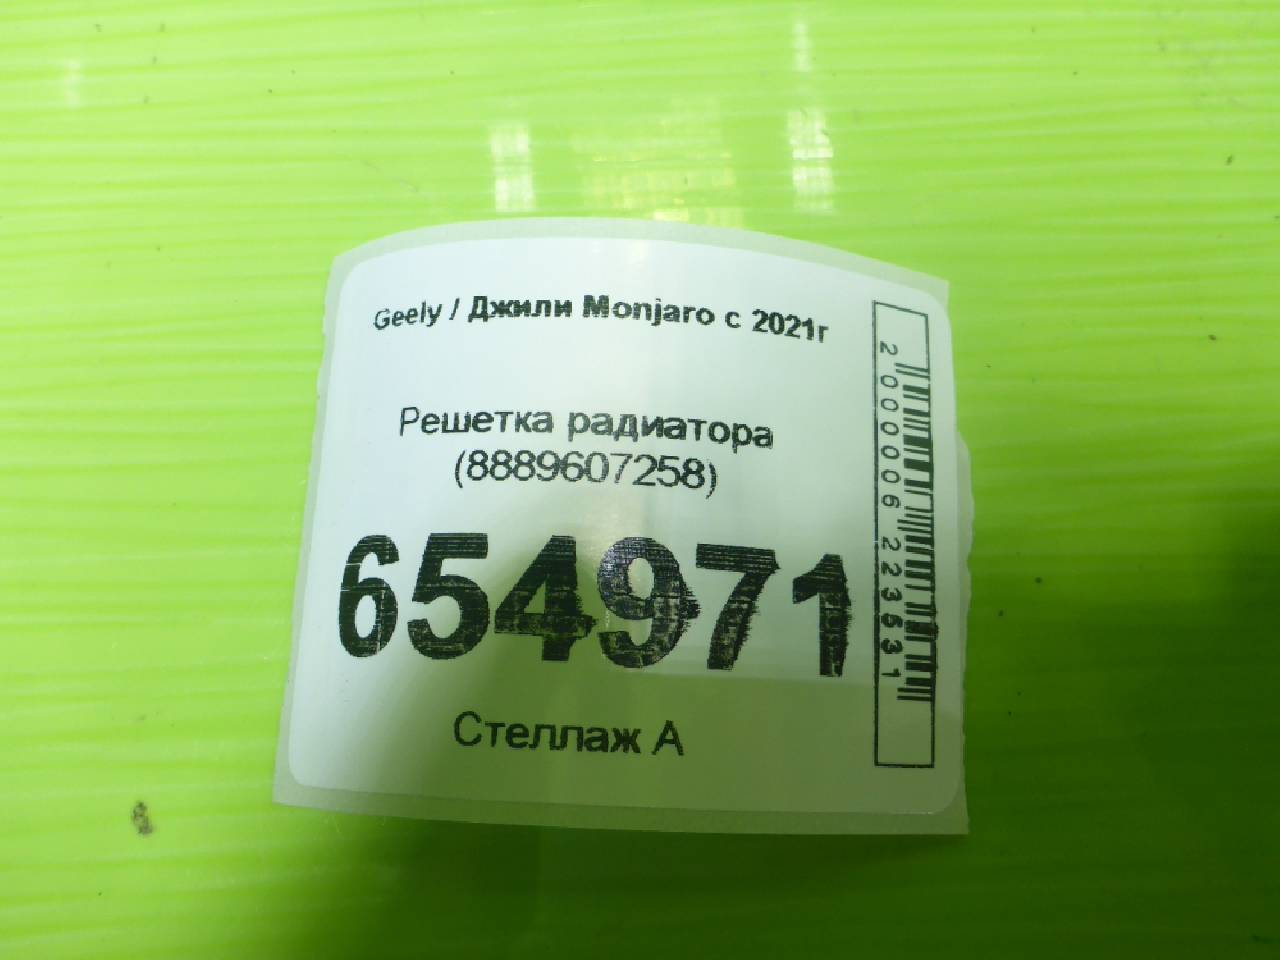 Geely / Джили Monjaro с 2021г
Решетка радиатора
(8889607258)
654971
Стеллаж А
2000006223531